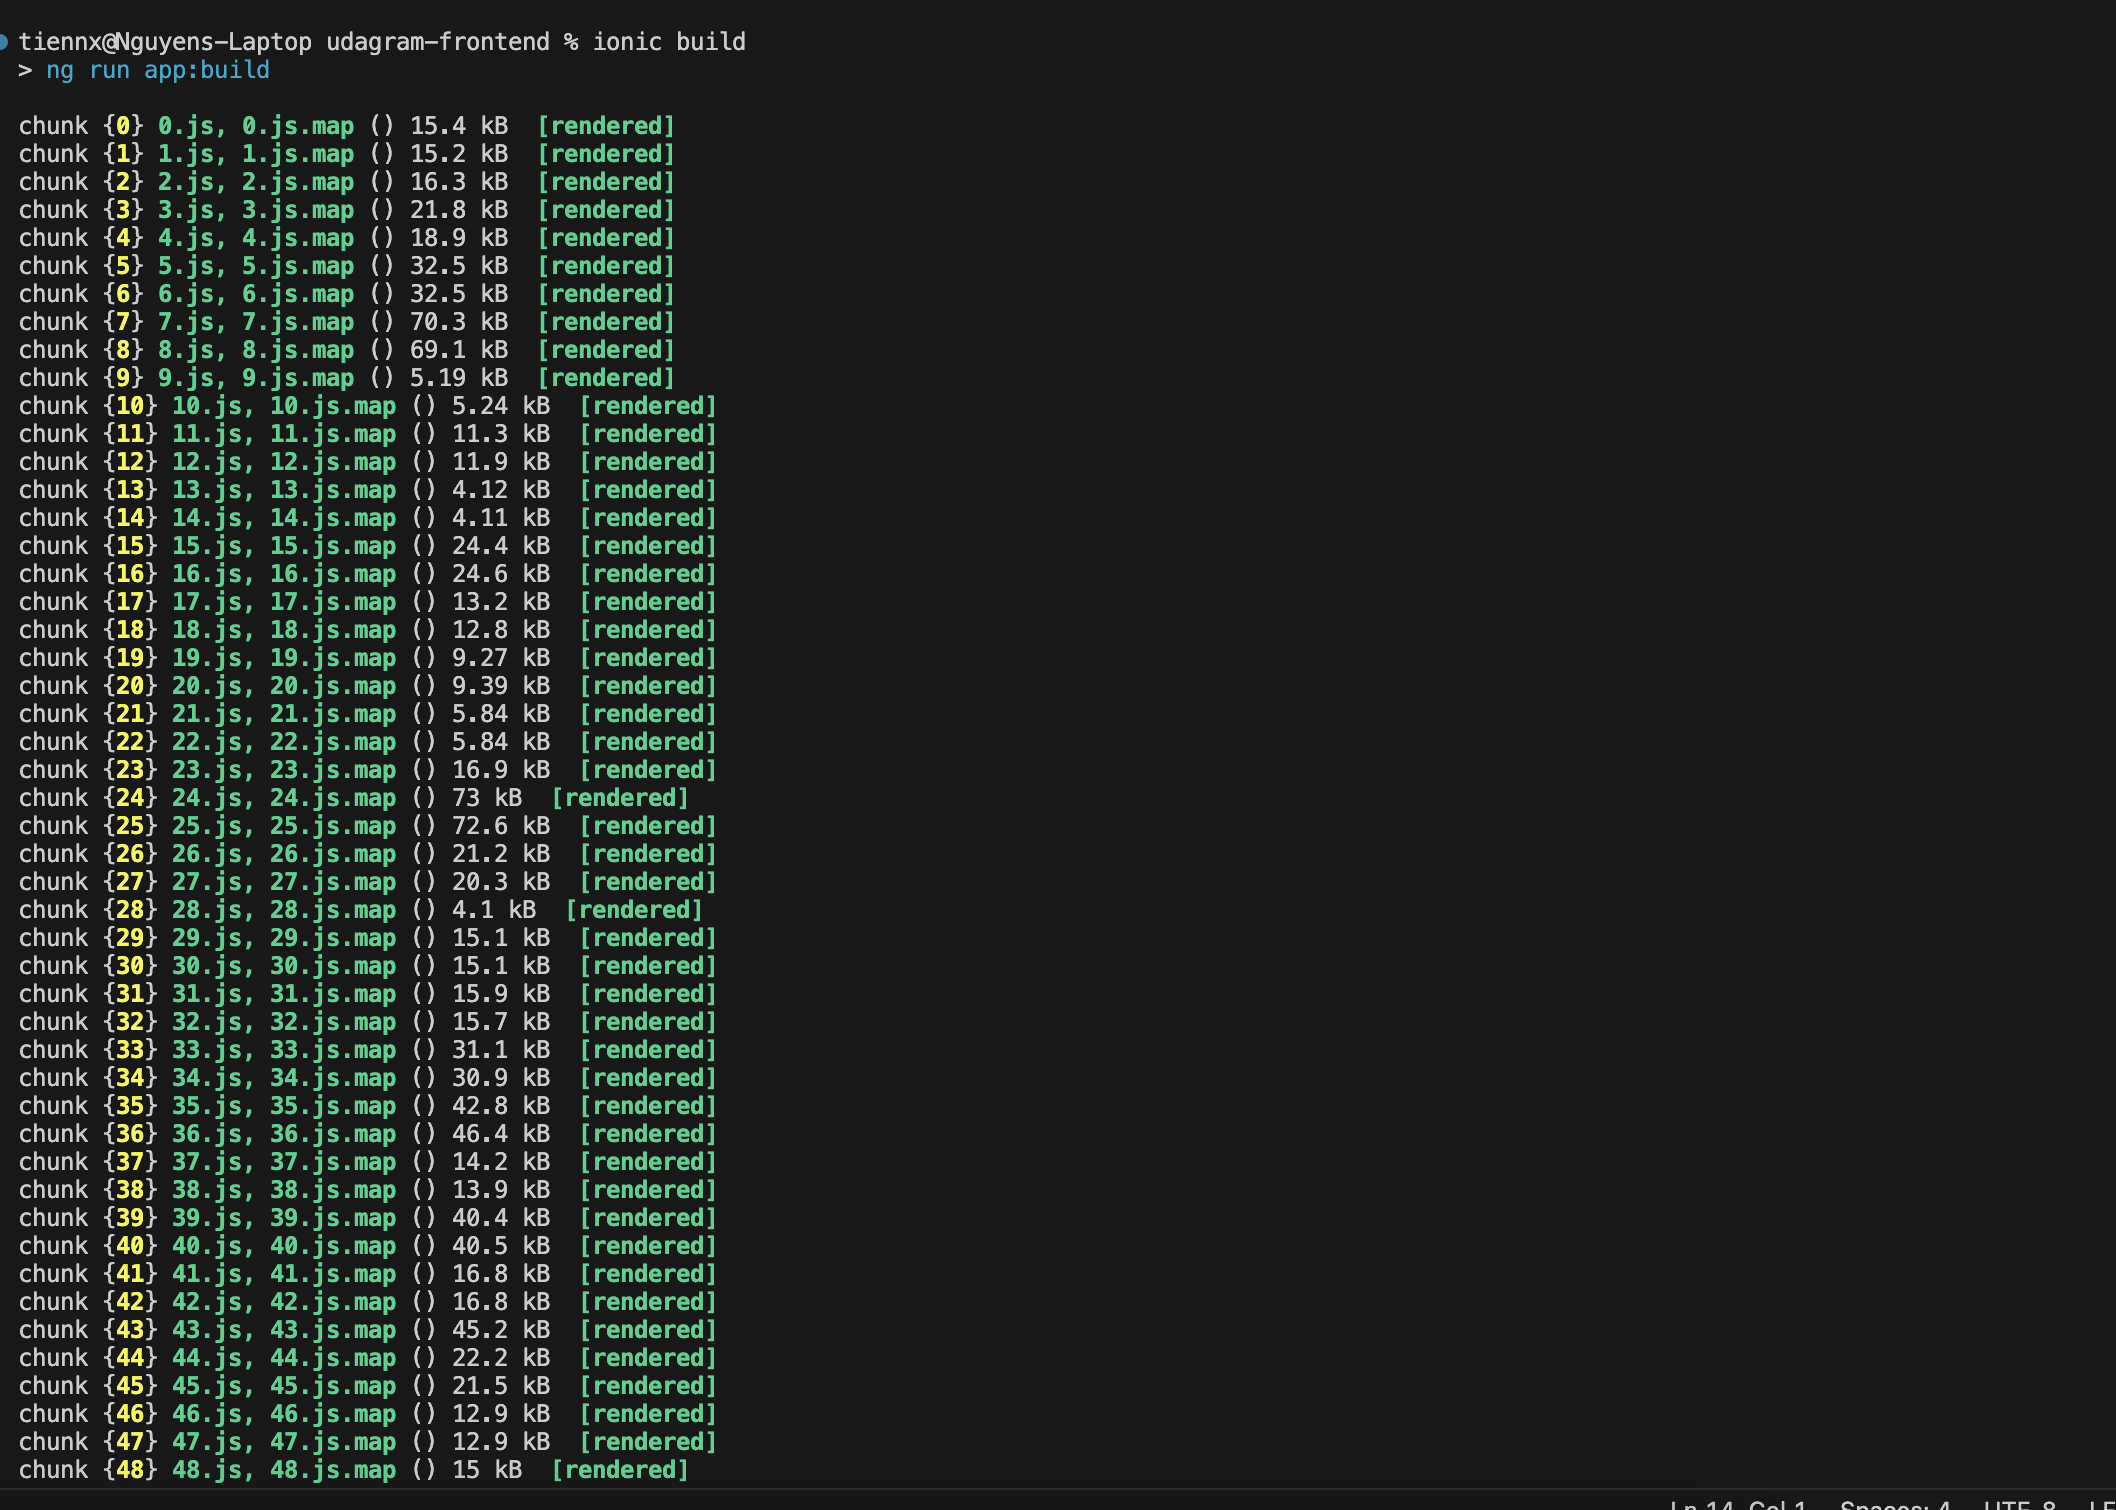 tiennx@Nguyens-Laptop udagram-frontend % ionic build
> ng run app:build
chunk {0} 0.js, 0.js.map () 15.4 kB  [rendered]
chunk {1} 1.js, 1.js.map () 15.2 kB  [rendered]
chunk {2} 2.js, 2.js.map () 16.3 kB  [rendered]
chunk {3} 3.js, 3.js.map () 21.8 kB  [rendered]
chunk {4} 4.js, 4.js.map () 18.9 kB  [rendered]
chunk {5} 5.js, 5.js.map () 32.5 kB  [rendered]
chunk {6} 6.js, 6.js.map () 32.5 kB  [rendered]
chunk {7} 7.js, 7.js.map () 70.3 kB  [rendered]
chunk {8} 8.js, 8.js.map () 69.1 kB  [rendered]
chunk {9} 9.js, 9.js.map () 5.19 kB  [rendered]
chunk {10} 10.js, 10.js.map () 5.24 kB  [rendered]
chunk {11} 11.js, 11.js.map () 11.3 kB  [rendered]
chunk {12} 12.js, 12.js.map () 11.9 kB  [rendered]
chunk {13} 13.js, 13.js.map () 4.12 kB  [rendered]
chunk {14} 14.js, 14.js.map () 4.11 kB  [rendered]
chunk {15} 15.js, 15.js.map () 24.4 kB  [rendered]
chunk {16} 16.js, 16.js.map () 24.6 kB  [rendered]
chunk {17} 17.js, 17.js.map () 13.2 kB  [rendered]
chunk {18} 18.js, 18.js.map () 12.8 kB  [rendered]
chunk {19} 19.js, 19.js.map () 9.27 kB  [rendered]
chunk {20} 20.js, 20.js.map () 9.39 kB  [rendered]
chunk {21} 21.js, 21.js.map () 5.84 kB  [rendered]
chunk {22} 22.js, 22.js.map () 5.84 kB  [rendered]
chunk {23} 23.js, 23.js.map () 16.9 kB  [rendered]
chunk {24} 24.js, 24.js.map () 73 kB  [rendered]
chunk {25} 25.js, 25.js.map () 72.6 kB  [rendered]
chunk {26} 26.js, 26.js.map () 21.2 kB  [rendered]
chunk {27} 27.js, 27.js.map () 20.3 kB  [rendered]
chunk {28} 28.js, 28.js.map () 4.1 kB  [rendered]
chunk {29} 29.js, 29.js.map () 15.1 kB  [rendered]
chunk {30} 30.js, 30.js.map () 15.1 kB  [rendered]
chunk {31} 31.js, 31.js.map () 15.9 kB  [rendered]
chunk {32} 32.js, 32.js.map () 15.7 kB  [rendered]
chunk {33} 33.js, 33.js.map () 31.1 kB  [rendered]
chunk {34} 34.js, 34.js.map () 30.9 kB  [rendered]
chunk {35} 35.js, 35.js.map () 42.8 kB  [rendered]
chunk {36} 36.js, 36.js.map () 46.4 kB  [rendered]
chunk {37} 37.js, 37.js.map () 14.2 kB  [rendered]
chunk {38} 38.js, 38.js.map () 13.9 kB  [rendered]
chunk {39} 39.js, 39.js.map () 40.4 kB  [rendered]
chunk {40} 40.js, 40.js.map () 40.5 kB  [rendered]
chunk {41} 41.js, 41.js.map () 16.8 kB  [rendered]
chunk {42} 42.js, 42.js.map () 16.8 kB  [rendered]
chunk {43} 43.js, 43.js.map () 45.2 kB  [rendered]
chunk {44} 44.js, 44.js.map () 22.2 kB  [rendered]
chunk {45} 45.js, 45.js.map () 21.5 kB  [rendered]
chunk {46} 46.js, 46.js.map () 12.9 kB  [rendered]
chunk {47} 47.js, 47.js.map () 12.9 kB  [rendered]
chunk {48} 48.js, 48.js.map () 15 kB  [rendered]
Ln 14, Col 1 Spaces: 4 UTF-8